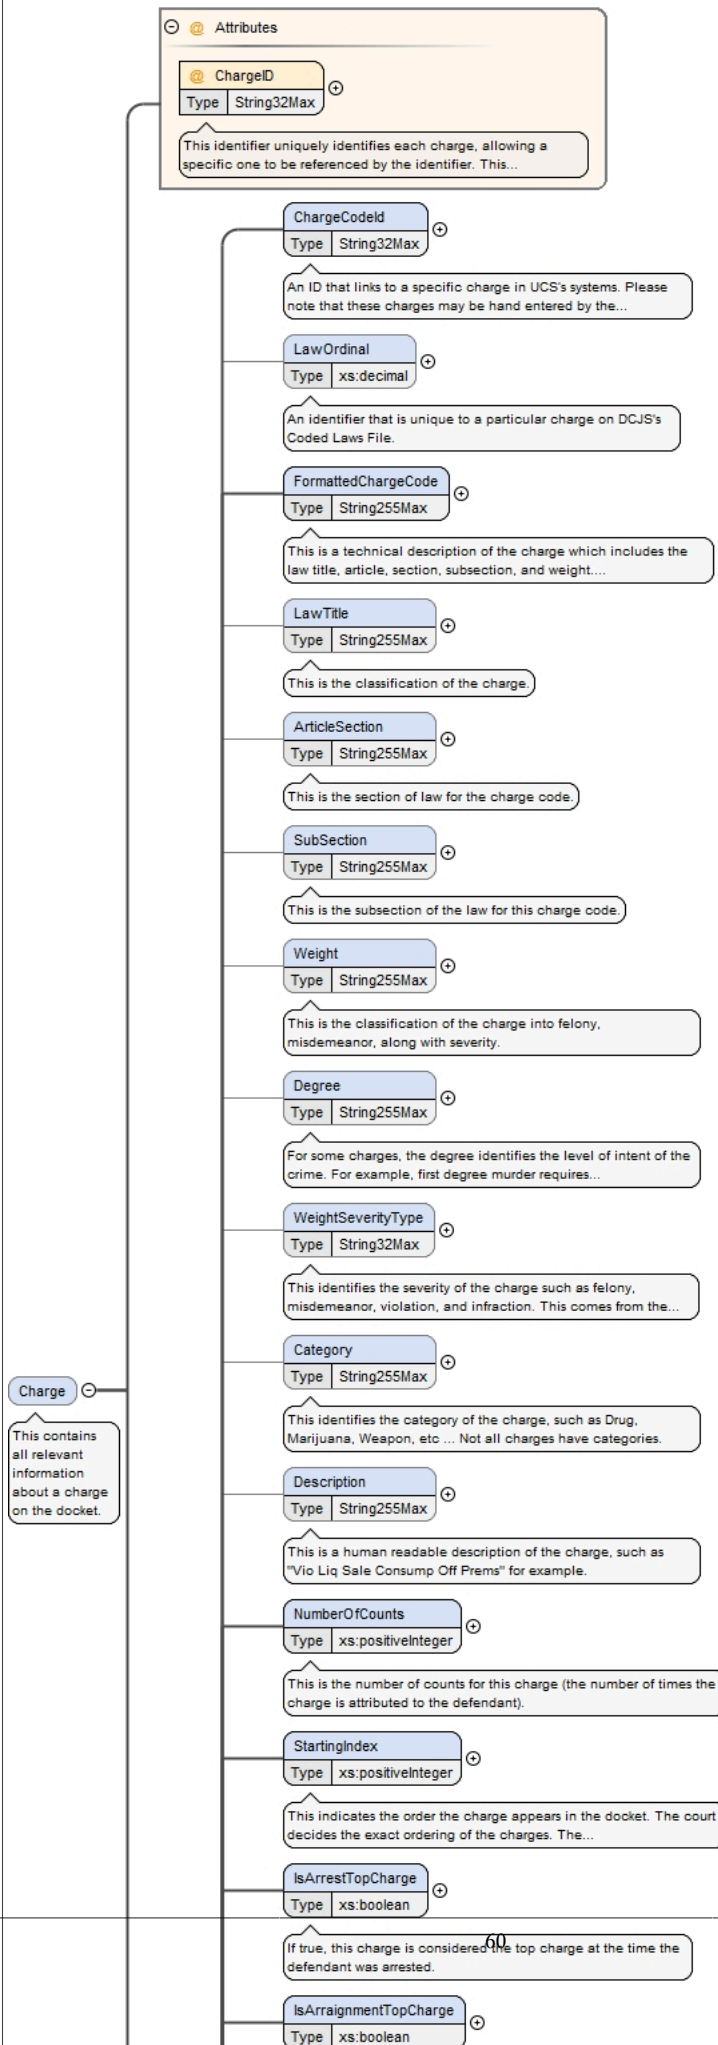 @ Attributes
@ ChargeID
Type String32Max
This identifier uniquely identifies each charge, allowing a
specific one to be referenced by the identifier. This...
ChargeCodeId
Type String32Max
An ID that links to a specific charge in UCS's systems. Please
note that these charges may be hand entered by the...
LawOrdinal
Type xs:decimal
An identifier that is unique to a particular charge on DCJS's
Coded Laws File.
FormattedChargeCode
Type String255Max
This is a technical description of the charge which includes the
law title, article, section, subsection, and weight....
LawTitle
Type String255Max
This is the classification of the charge.
ArticleSection
Type String255Max
This is the section of law for the charge code.
SubSection
Type String255Max
This is the subsection of the law for this charge code.
Weight
Type String255Max
This is the classification of the charge into felony,
misdemeanor, along with severity.
Degree
Type String255Max
For some charges, the degree identifies the level of intent of the
crime. For example, first degree murder requires...
WeightSeverityType
Type String32Max
This identifies the severity of the charge such as felony,
misdemeanor, violation, and infraction. This comes from the...
Category
Type String255Max
Charge
This identifies the category of the charge, such as Drug,
Marijuana, Weapon, etc ... Not all charges have categories.
This contains
all relevant
information
about a charge
on the docket.
Description
Type String255Max
This is a human readable description of the charge, such as
"Vio Liq Sale Consump Off Prems" for example.
NumberOfCounts
Type xs:positiveInteger
This is the number of counts for this charge (the number of times the
charge is attributed to the defendant).
StartingIndex
Type xs:positiveInteger
This indicates the order the charge appears in the docket. The court
decides the exact ordering of the charges. The...
IsArrestTopCharge
Type xs:boolean
60
If true, this charge is considered the top charge at the time the
defendant was arrested.
IsArraignmentTopCharge
Type xs:boolean